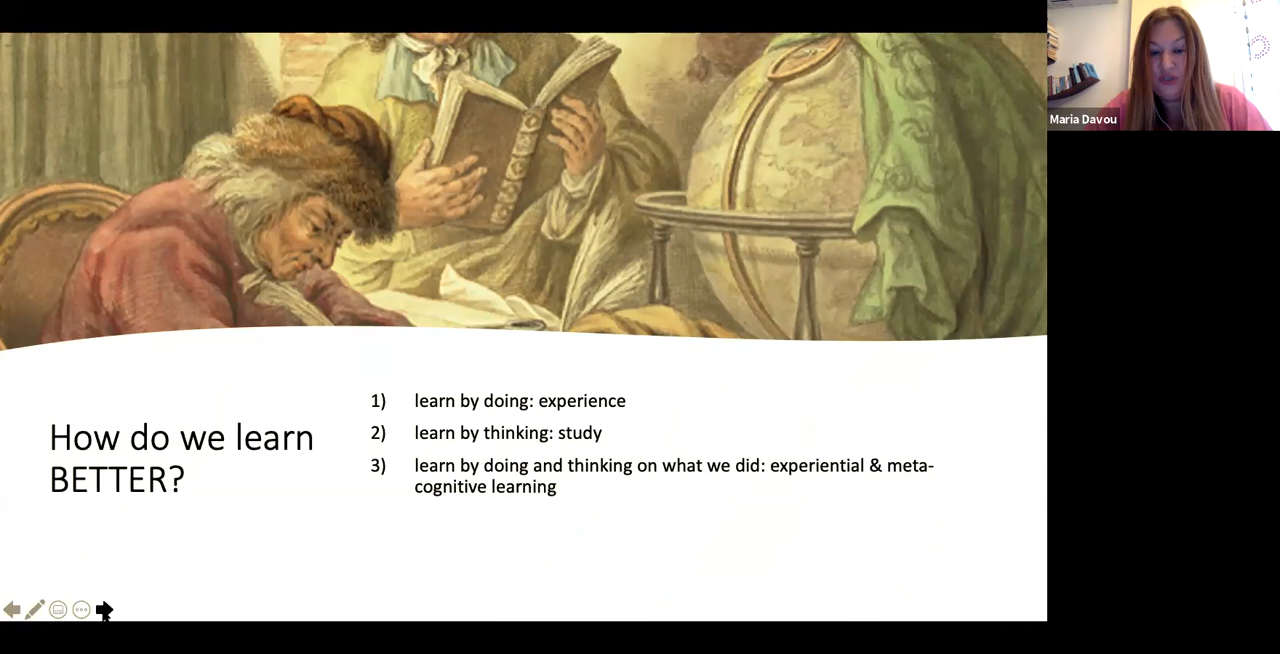 Maria Davou
How do we learn
BETTER?
1) learn by doing: experience
2) learn by thinking: study
3) learn by doing and thinking on what we did: experiential & meta-
cognitive learning